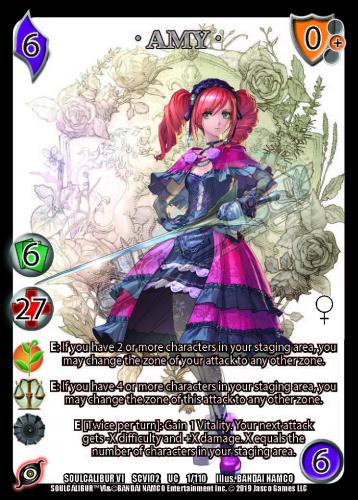 6
· AMY ·
0
+
6
27
E: If you have 2 or more characters in your staging area, you
may change the zone of your attack to any other zone.
E: If you have 4 or more characters in your staging area, you
may change the zone of this attack to any other zone.
E [Twice per turn]: Gain 1 Vitality. Your next attack
gets -X difficulty and +X damage. X equals the
number of characters in your staging area.
6
SOULCALIBUR VI SCVI02 UC 1/110 Illus. BANDAI NAMCO
SOULCALIBUR™VI&©BANDAI NAMCO Entertainment Inc. © 2019 Jasco Games LLC